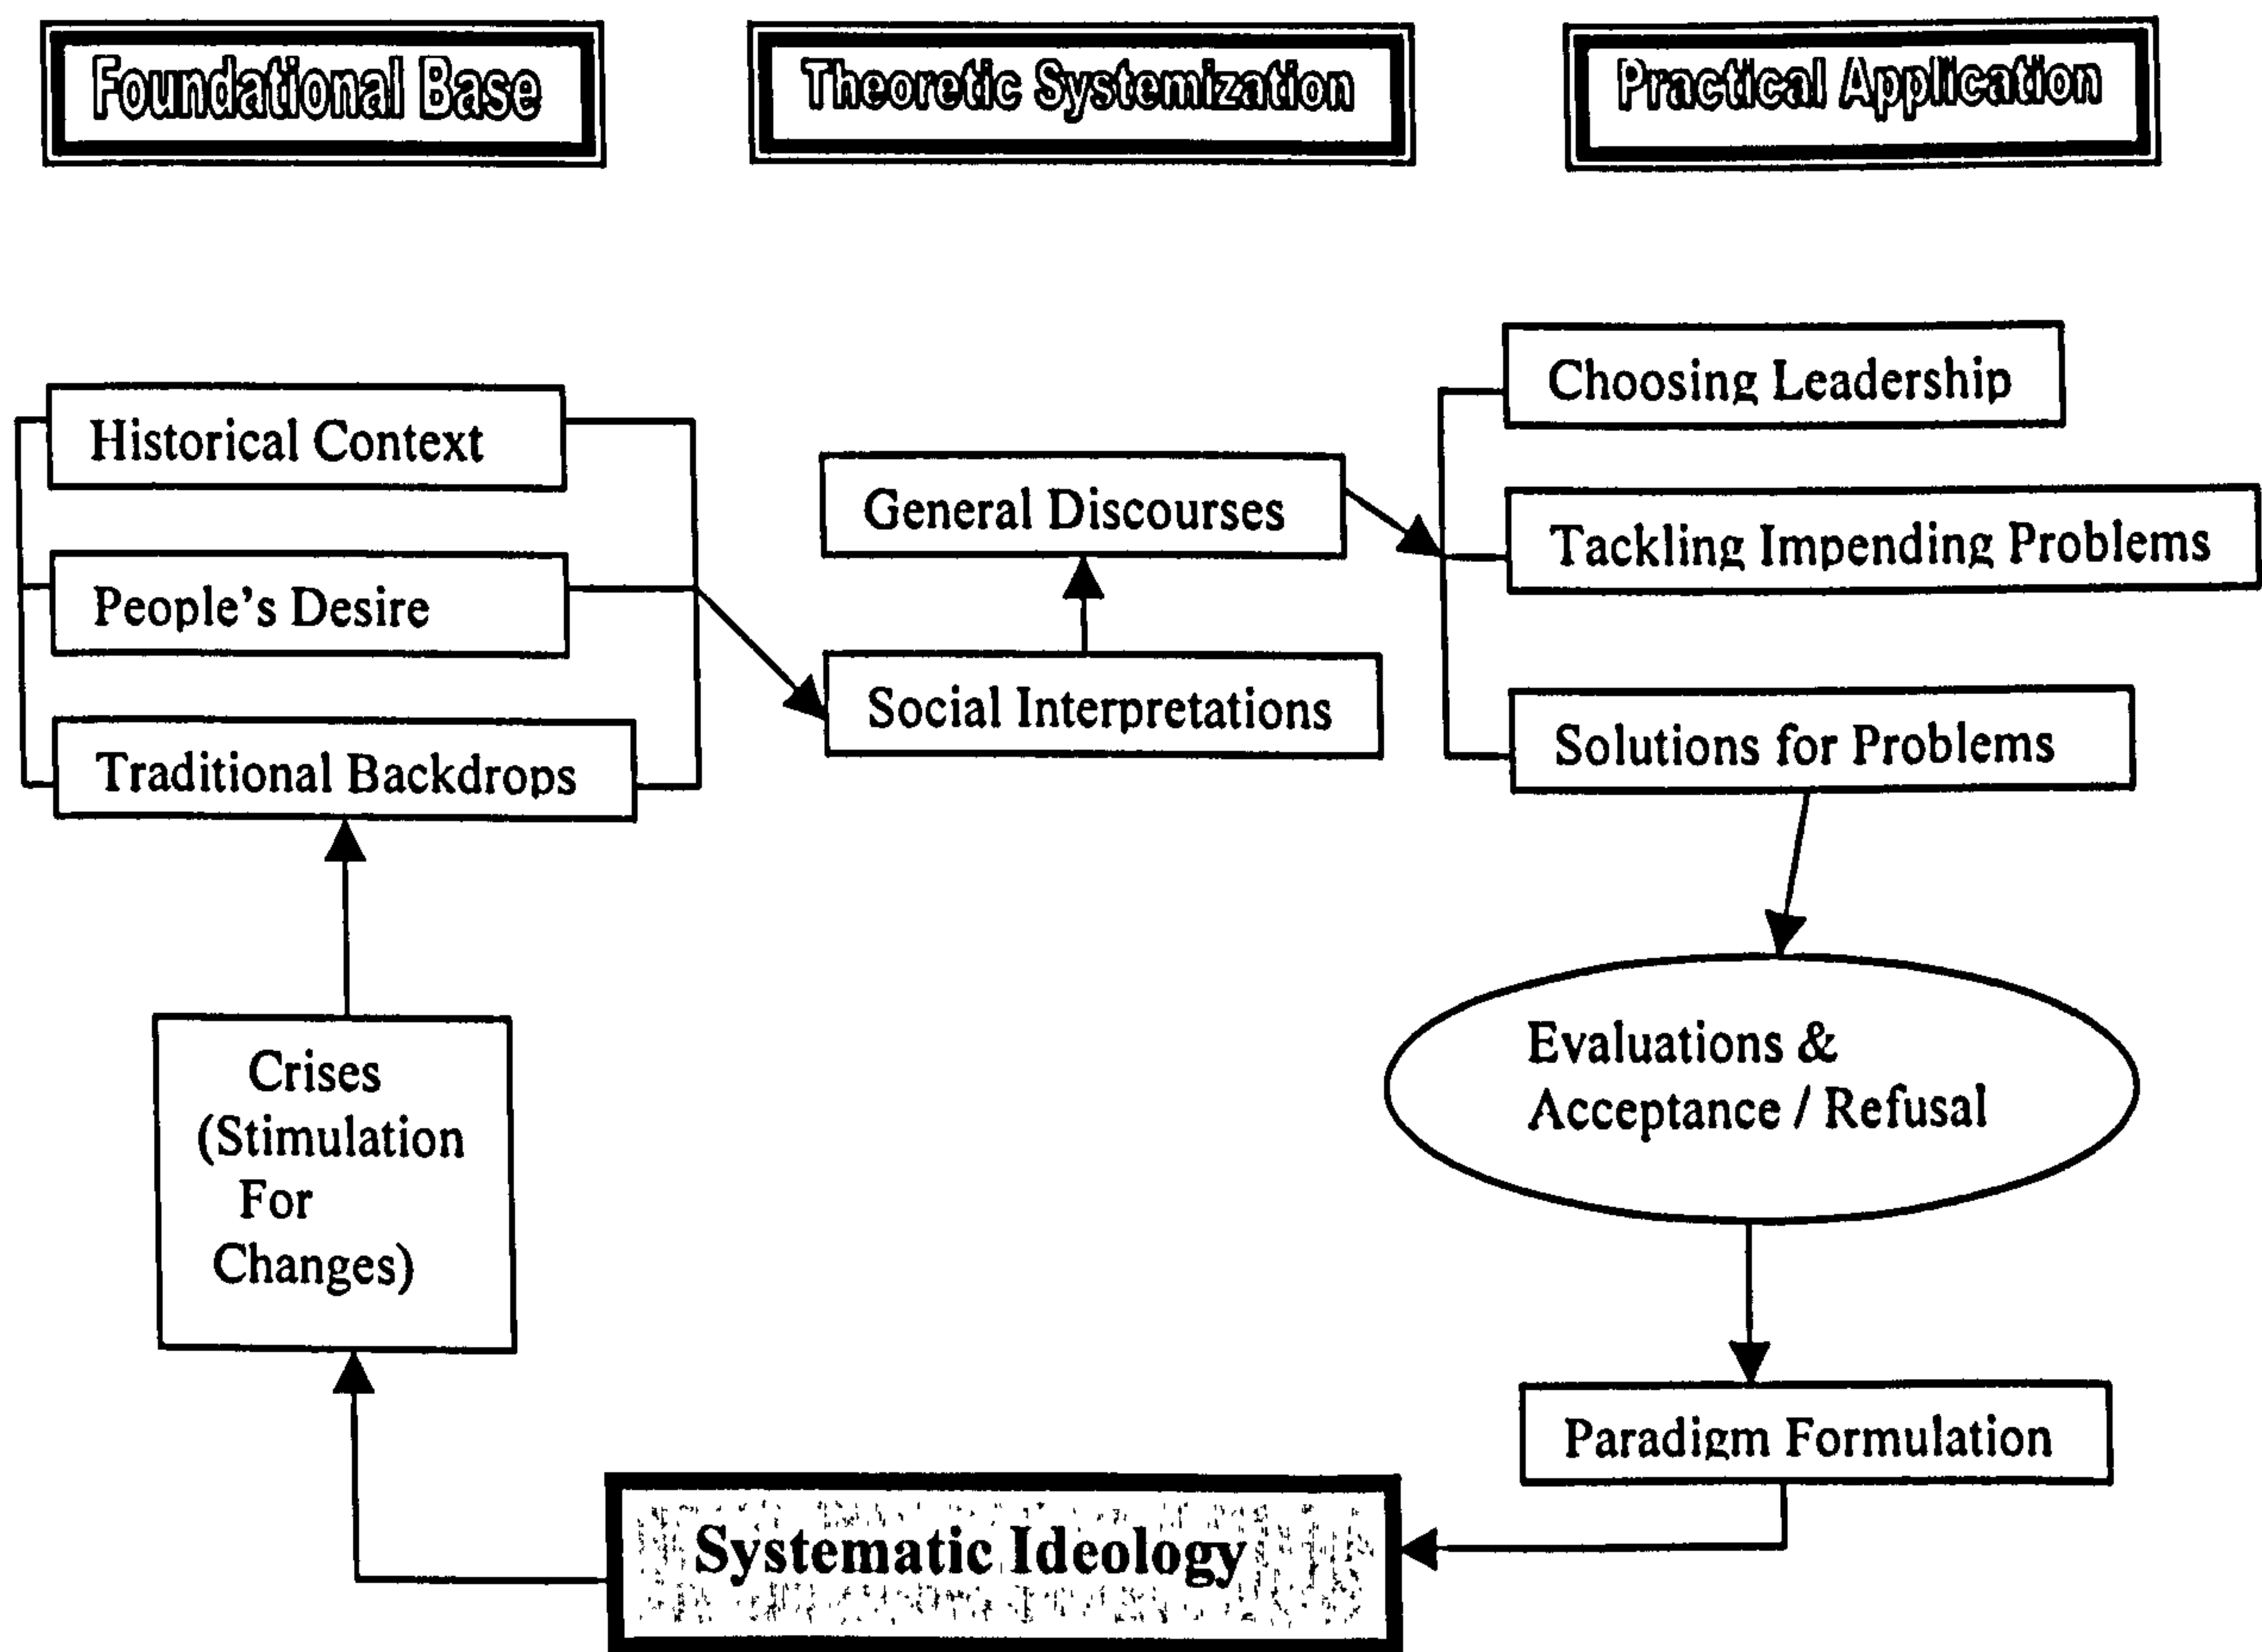 Foundational Base
Theoretic Systemization
Practical Application
Historical Context
People's Desire
Traditional Backdrops
General Discourses
Social Interpretations
Choosing Leadership
Tackling Impending Problems
Solutions for Problems
Crises
(Stimulation
For
Changes)
Evaluations &
Acceptance / Refusal
Paradigm Formulation
Systematic Ideology